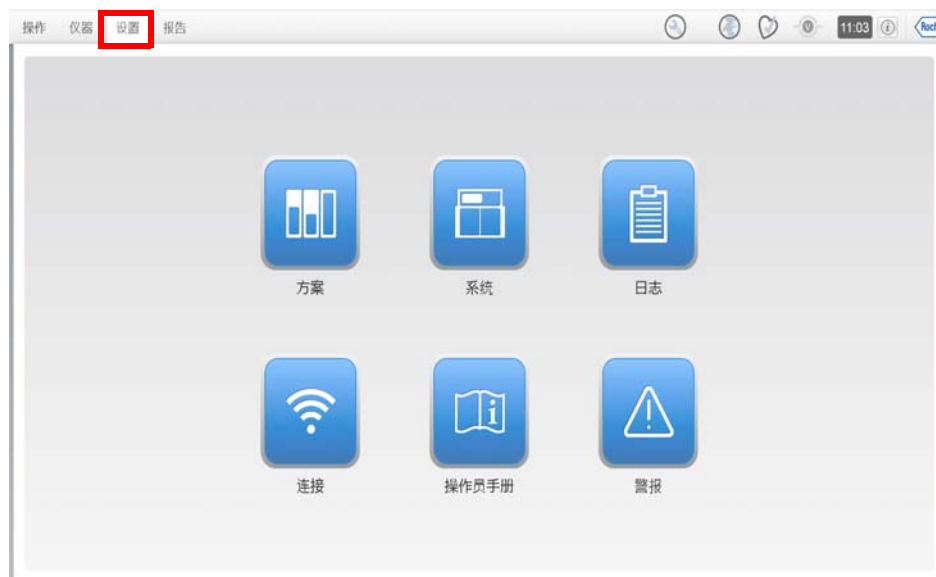 操作 仪器 设置 报告 11:03
方案 系统 日志
连接 操作员手册 警报